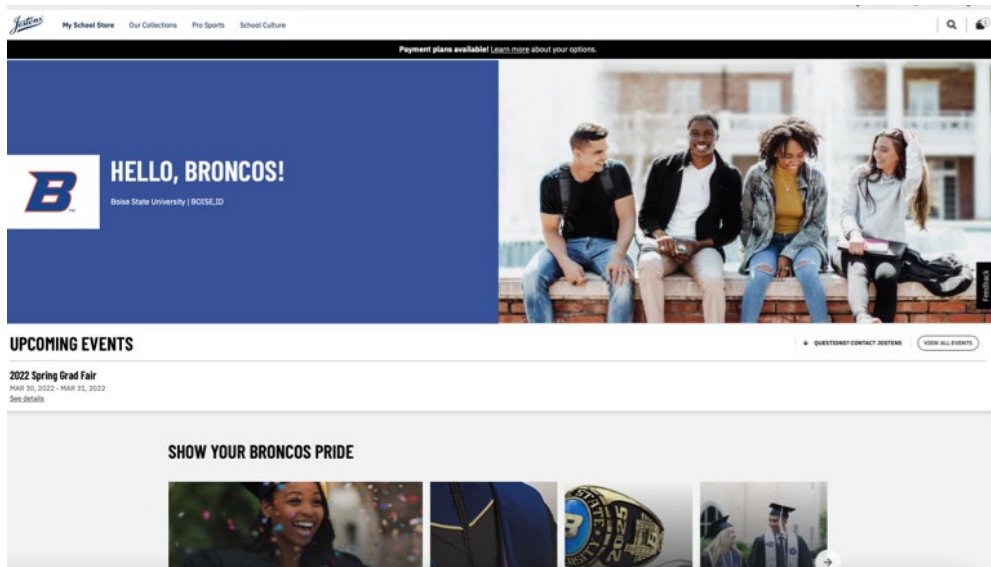 Jostens
My School Store Our Collections Pro Sports School Culture
Payment plans available! Learn more about your options.
B
HELLO, BRONCOS!
Boise State University | BOISE,ID
Feedback
UPCOMING EVENTS
QUESTIONS? CONTACT JOSTENS
VIEW ALL EVENTS
2022 Spring Grad Fair
MAR 30, 2022 - MAR 31, 2022
See details
SHOW YOUR BRONCOS PRIDE
STATE
2025